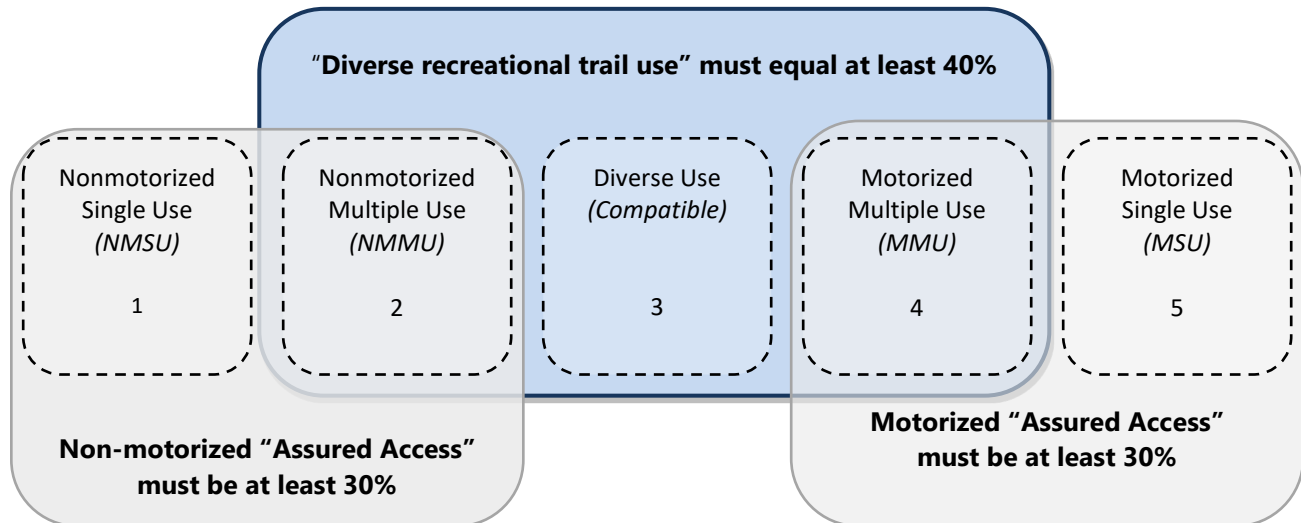 “Diverse recreational trail use” must equal at least 40%
Nonmotorized
Single Use
(NMSU)
1
Nonmotorized
Multiple Use
(NMMU)
2
Diverse Use
(Compatible)
3
Motorized
Multiple Use
(MMU)
4
Motorized
Single Use
(MSU)
5
Non-motorized “Assured Access”
must be at least 30%
Motorized “Assured Access”
must be at least 30%